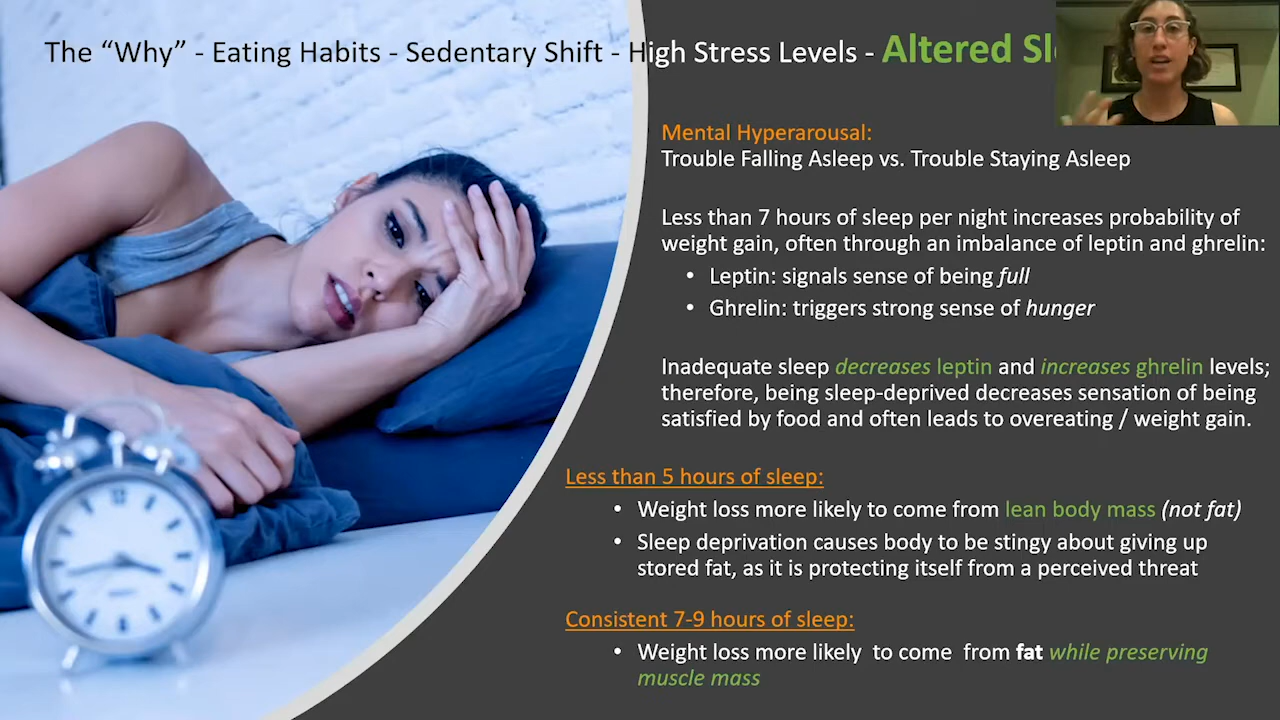 The “Why” - Eating Habits - Sedentary Shift - High Stress Levels - Altered
Mental Hyperarousal:
Trouble Falling Asleep vs. Trouble Staying Asleep
Less than 7 hours of sleep per night increases probability of
weight gain, often through an imbalance of leptin and ghrelin:
• Leptin: signals sense of being full
• Ghrelin: triggers strong sense of hunger
Inadequate sleep decreases leptin and increases ghrelin levels;
therefore, being sleep-deprived decreases sensation of being
satisfied by food and often leads to overeating / weight gain.
Less than 5 hours of sleep:
• Weight loss more likely to come from lean body mass (not fat)
• Sleep deprivation causes body to be stingy about giving up
stored fat, as it is protecting itself from a perceived threat
Consistent 7-9 hours of sleep:
• Weight loss more likely to come from fat while preserving
muscle mass